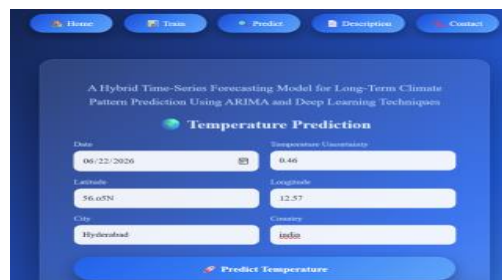 Home Train Predict Description Contact
A Hybrid Time-Series Forecasting Model for Long-Term Climate
Pattern Prediction Using ARIMA and Deep Learning Techniques
Temperature Prediction
Date Temperature Uncertainty
06/22/2026 0.46
Latitude Longitude
56.05N 12.57
City Country
Hyderabad india
Predict Temperature